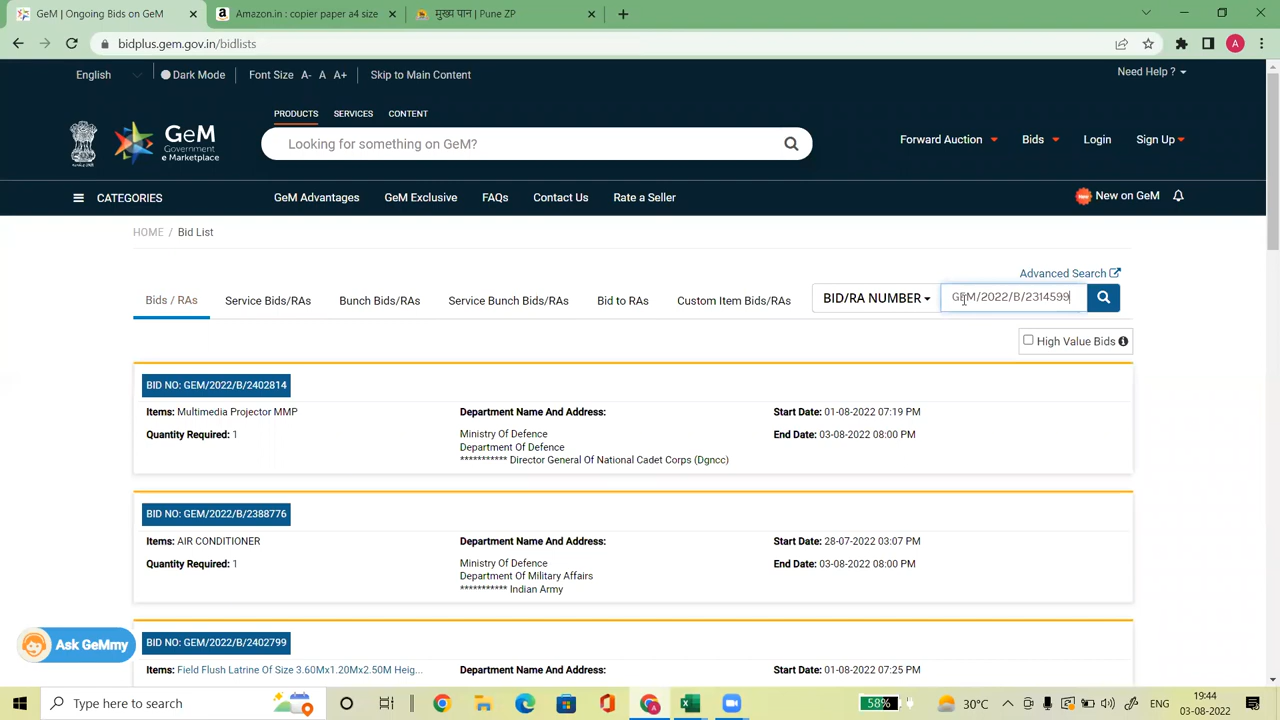 GeM | Ongoing Bids on GeM
Amazon.in : copier paper a4 size
मुख्य पान | Pune ZP
bidplus.gem.gov.in/bidlists
A
English
Dark Mode
Font Size A- A A+
Skip to Main Content
Need Help ?
PRODUCTS SERVICES CONTENT
GeM
Government
e Marketplace
Looking for something on GeM?
Forward Auction
Bids
Login
Sign Up
CATEGORIES
GeM Advantages
GeM Exclusive
FAQs
Contact Us
Rate a Seller
New on GeM
HOME / Bid List
Advanced Search
Bids / RAs
Service Bids/RAs
Bunch Bids/RAs
Service Bunch Bids/RAs
Bid to RAs
Custom Item Bids/RAs
BID/RA NUMBER
GEM/2022/B/2314599
High Value Bids
BID NO: GEM/2022/B/2402814
Items: Multimedia Projector MMP
Department Name And Address:
Start Date: 01-08-2022 07:19 PM
Quantity Required: 1
Ministry Of Defence
End Date: 03-08-2022 08:00 PM
Department Of Defence
*********** Director General Of National Cadet Corps (Dgncc)
BID NO: GEM/2022/B/2388776
Items: AIR CONDITIONER
Department Name And Address:
Start Date: 28-07-2022 03:07 PM
Quantity Required: 1
Ministry Of Defence
End Date: 03-08-2022 08:00 PM
Department Of Military Affairs
*********** Indian Army
BID NO: GEM/2022/B/2402799
Items: Field Flush Latrine Of Size 3.60Mx1.20Mx2.50M Heig...
Department Name And Address:
Start Date: 01-08-2022 07:25 PM
Ask GeMmy
Type here to search
58%
30°C
ENG
19:44
03-08-2022